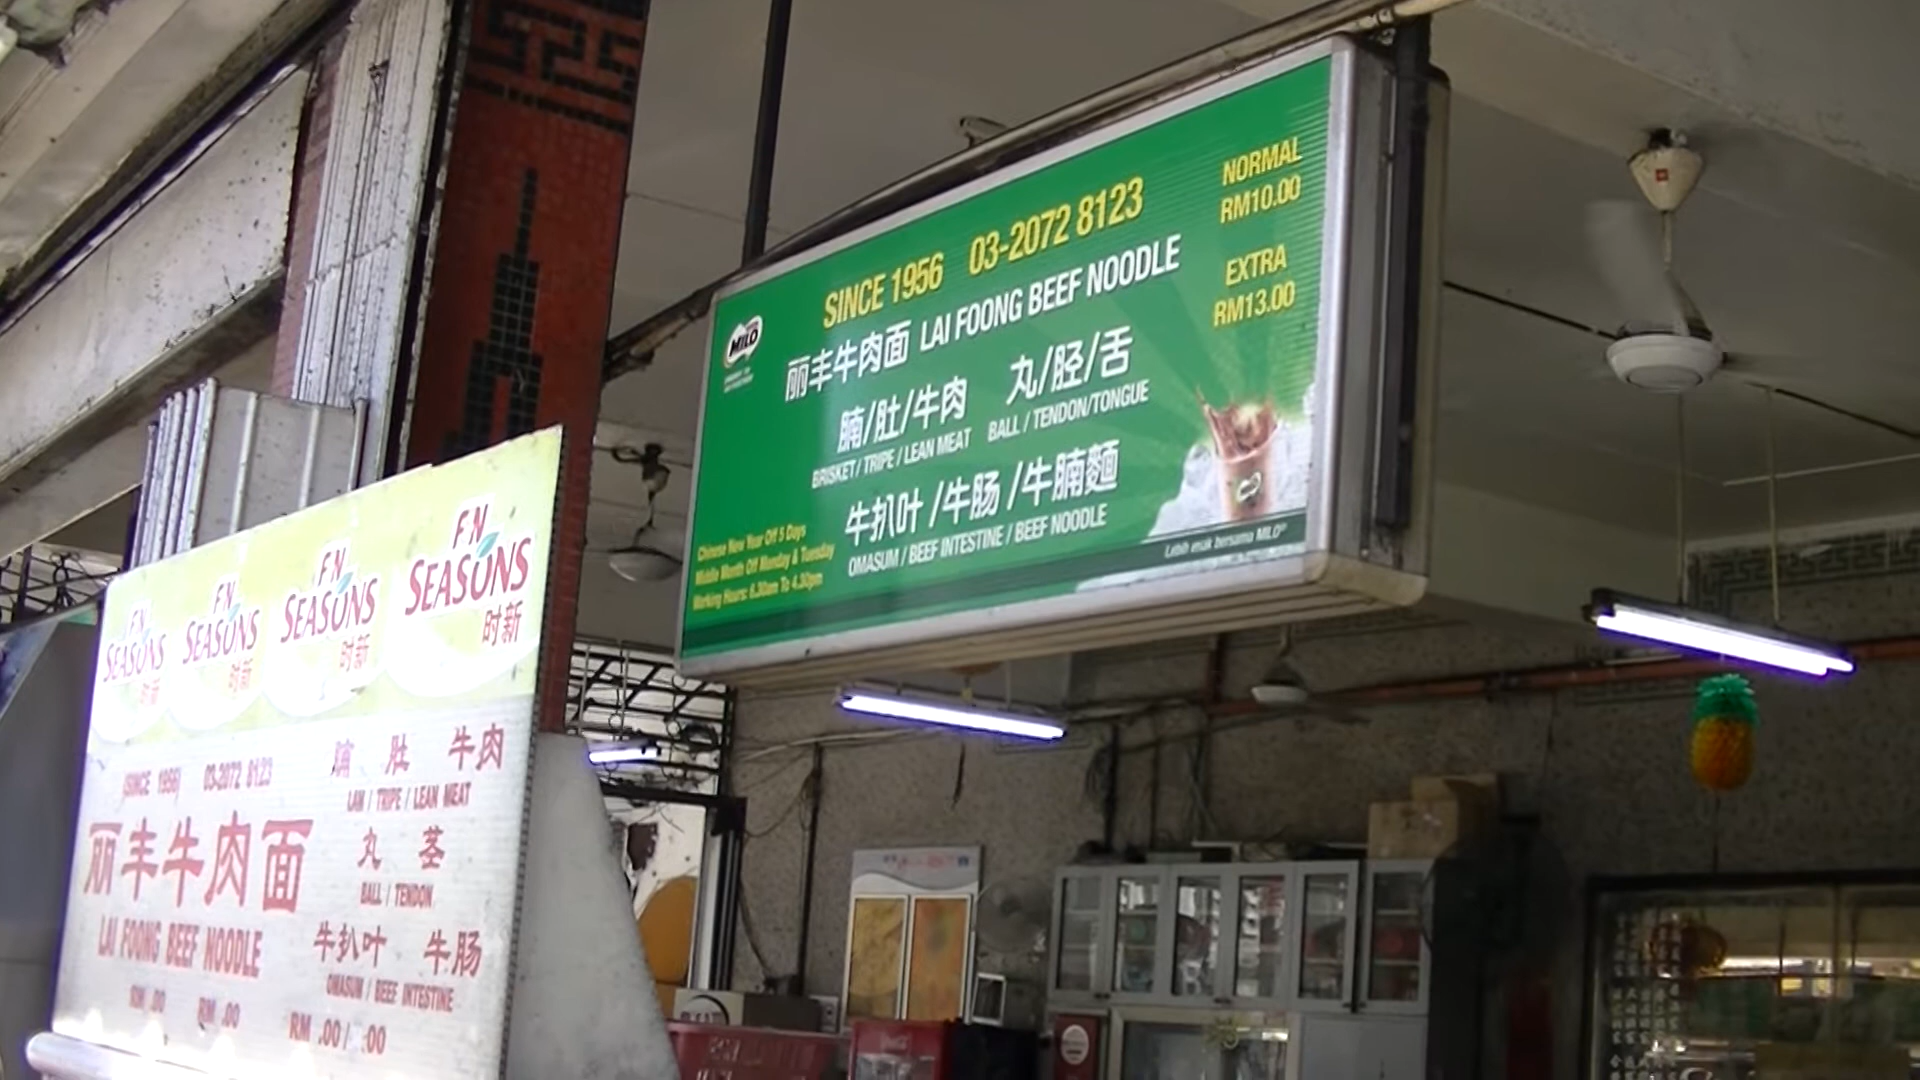 SINCE 1956 03-2072 8123
丽丰牛肉面 LAI FOONG BEEF NOODLE
腩/肚/牛肉 丸/胫/舌
BRISKET / TRIPE / LEAN MEAT BALL / TENDON/TONGUE
牛扒叶 /牛肠 /牛腩麵
OMASUM / BEEF INTESTINE / BEEF NOODLE
NORMAL
RM10.00
EXTRA
RM13.00
MILO
Chinese New Year Off 5 Days
Middle Month Off Monday & Tuesday
Working Hours: 6.30am To 4.30pm
Lebih enak bersama MILO®
F&N SEASONS 时新
F&N SEASONS 时新
F&N SEASONS 时新
F&N SEASONS 时新
(SINCE 1956) 03-2072 8123
丽丰牛肉面
LAI FOONG BEEF NOODLE
腩 肚 牛肉
LAM / TRIPE / LEAN MEAT
丸 茎
BALL / TENDON
牛扒叶 牛肠
OMASUM / BEEF INTESTINE
RM .00 RM .00 RM .00 / .00